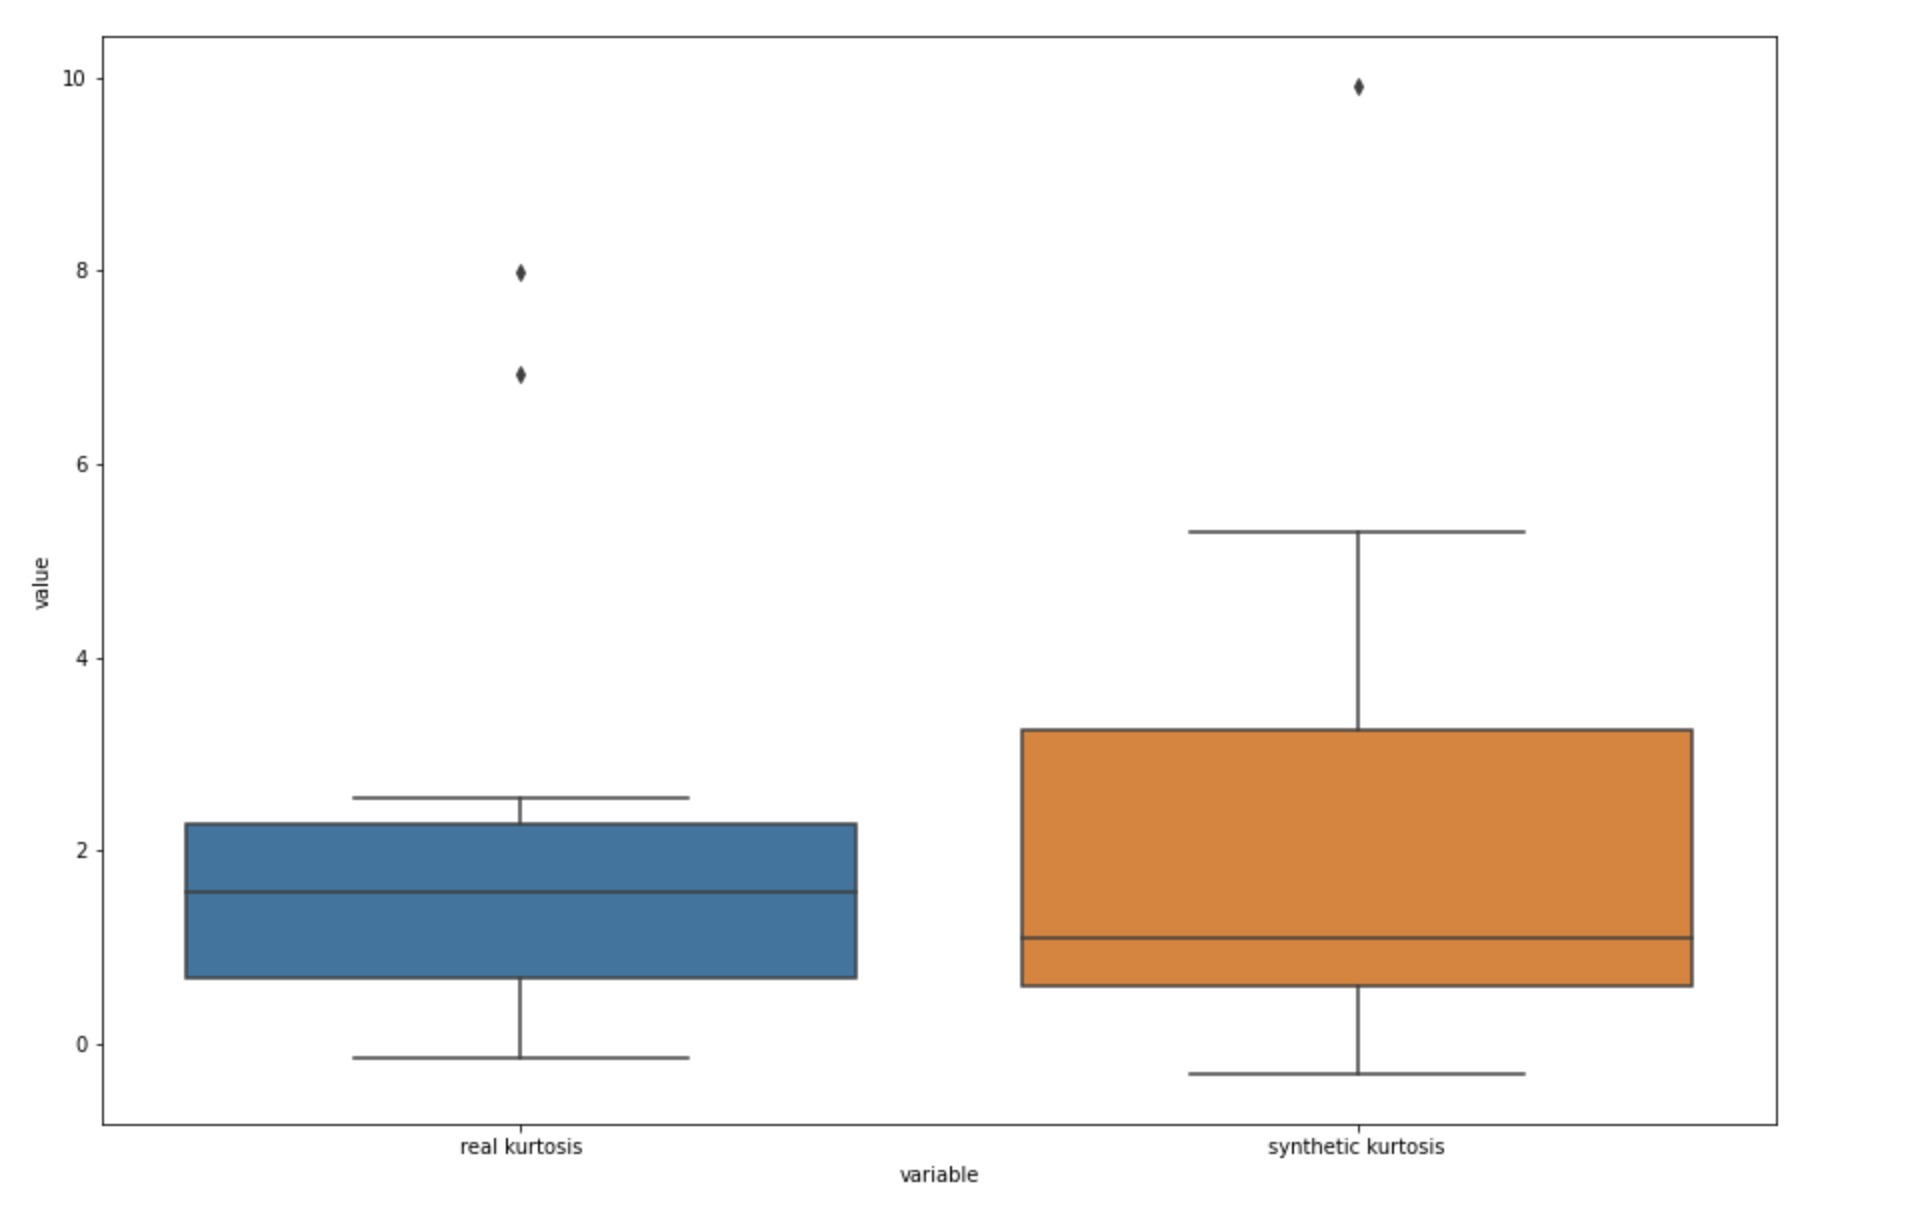 10
8
6
4
2
0
value
real kurtosis
synthetic kurtosis
variable